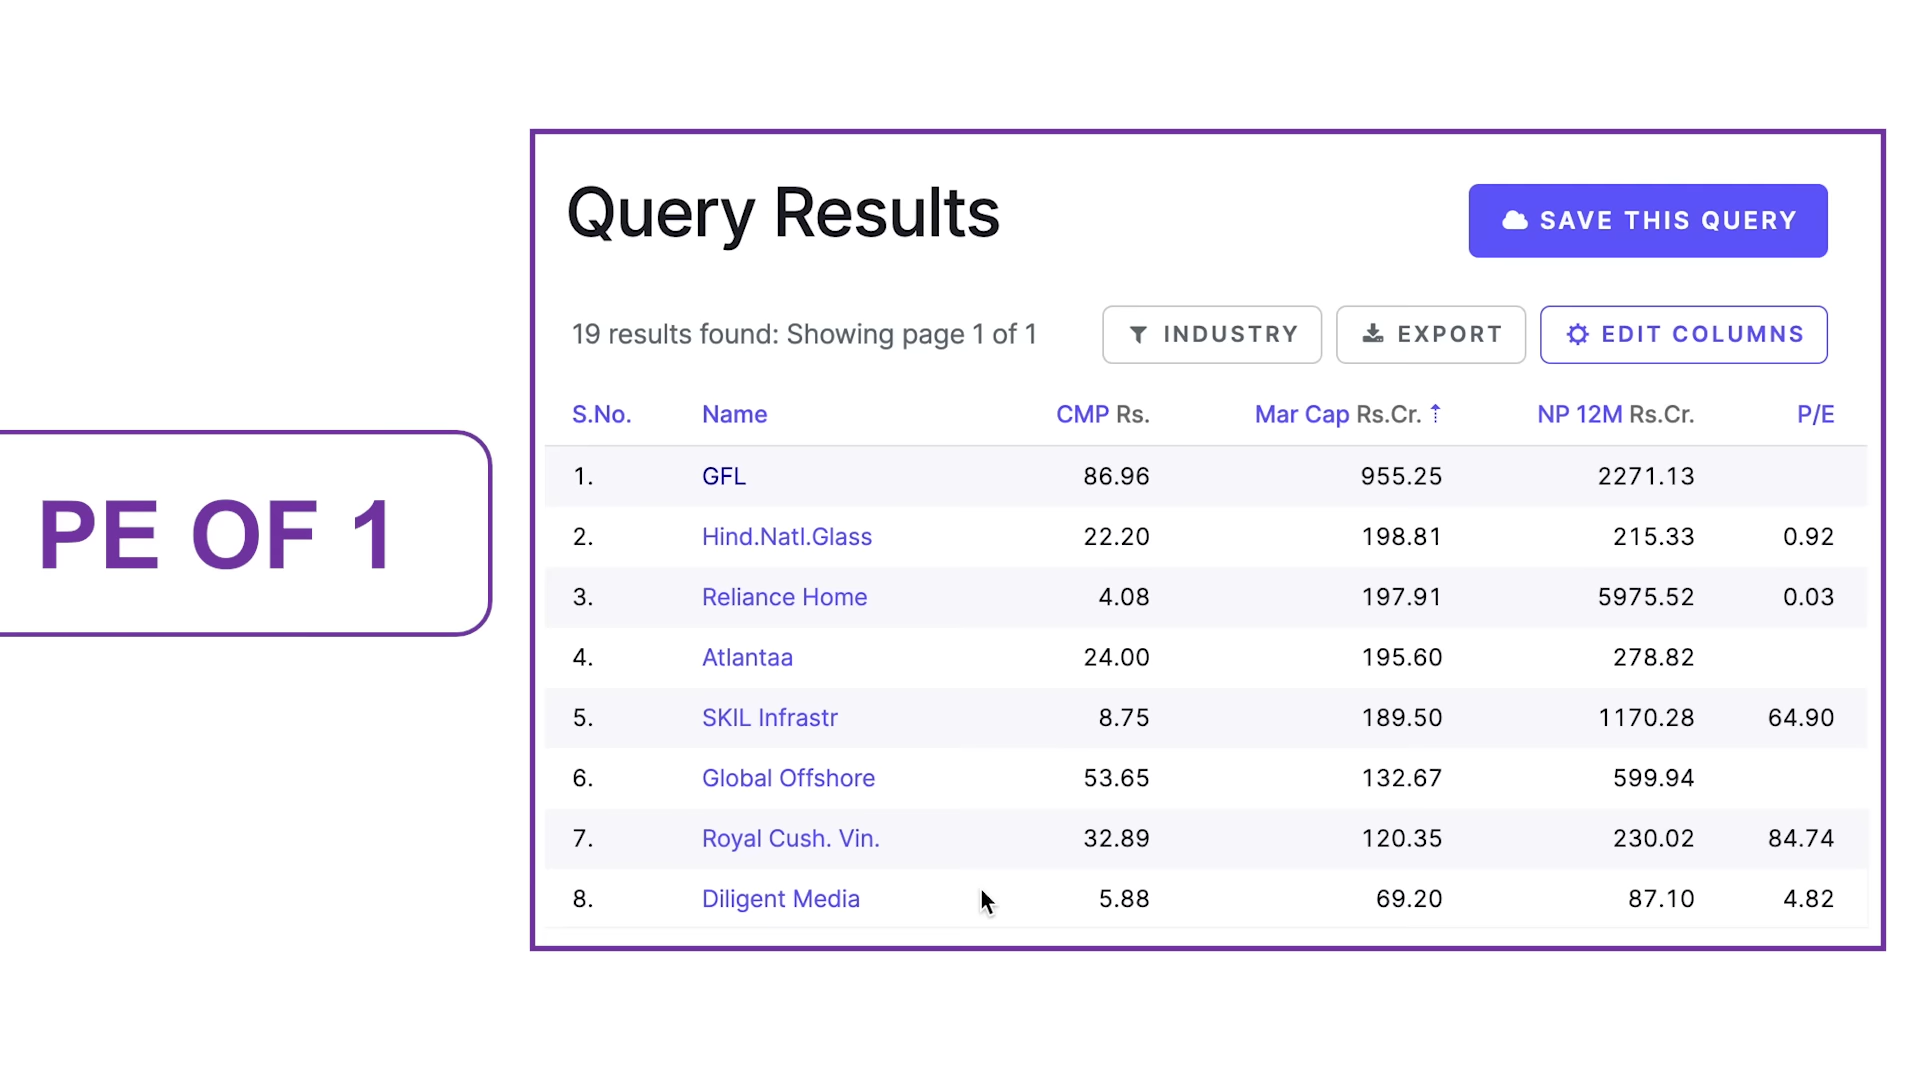 PE OF 1
Query Results
SAVE THIS QUERY
19 results found: Showing page 1 of 1
INDUSTRY
EXPORT
EDIT COLUMNS
S.No. Name CMP Rs. Mar Cap Rs.Cr. ⇡ NP 12M Rs.Cr. P/E
1. GFL 86.96 955.25 2271.13
2. Hind.Natl.Glass 22.20 198.81 215.33 0.92
3. Reliance Home 4.08 197.91 5975.52 0.03
4. Atlantaa 24.00 195.60 278.82
5. SKIL Infrastr 8.75 189.50 1170.28 64.90
6. Global Offshore 53.65 132.67 599.94
7. Royal Cush. Vin. 32.89 120.35 230.02 84.74
8. Diligent Media 5.88 69.20 87.10 4.82